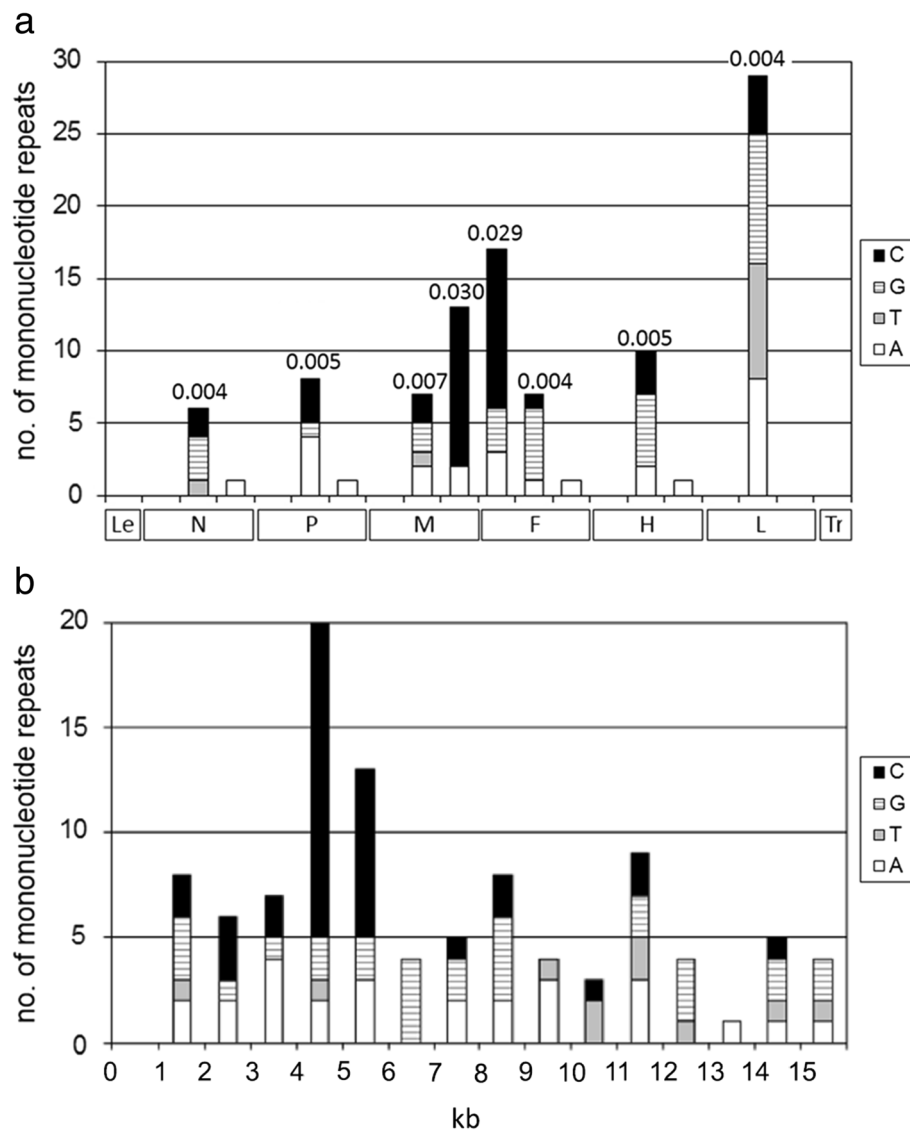 a
no. of mononucleotide repeats
30
25
20
15
10
5
0
0.004
0.005
0.007
0.030
0.029
0.004
0.005
0.004
C
G
T
A
Le N P M F H L Tr
b
no. of mononucleotide repeats
20
15
10
5
0
C
G
T
A
0 1 2 3 4 5 6 7 8 9 10 11 12 13 14 15
kb